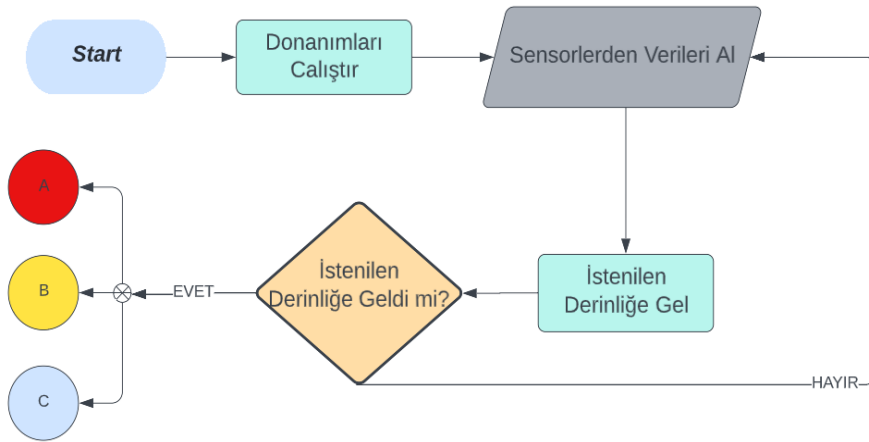 Start
Donanımları
Calıştır
Sensorlerden Verileri Al
A
B
C
EVET
İstenilen
Derinliğe Geldi mi?
İstenilen
Derinliğe Gel
HAYIR